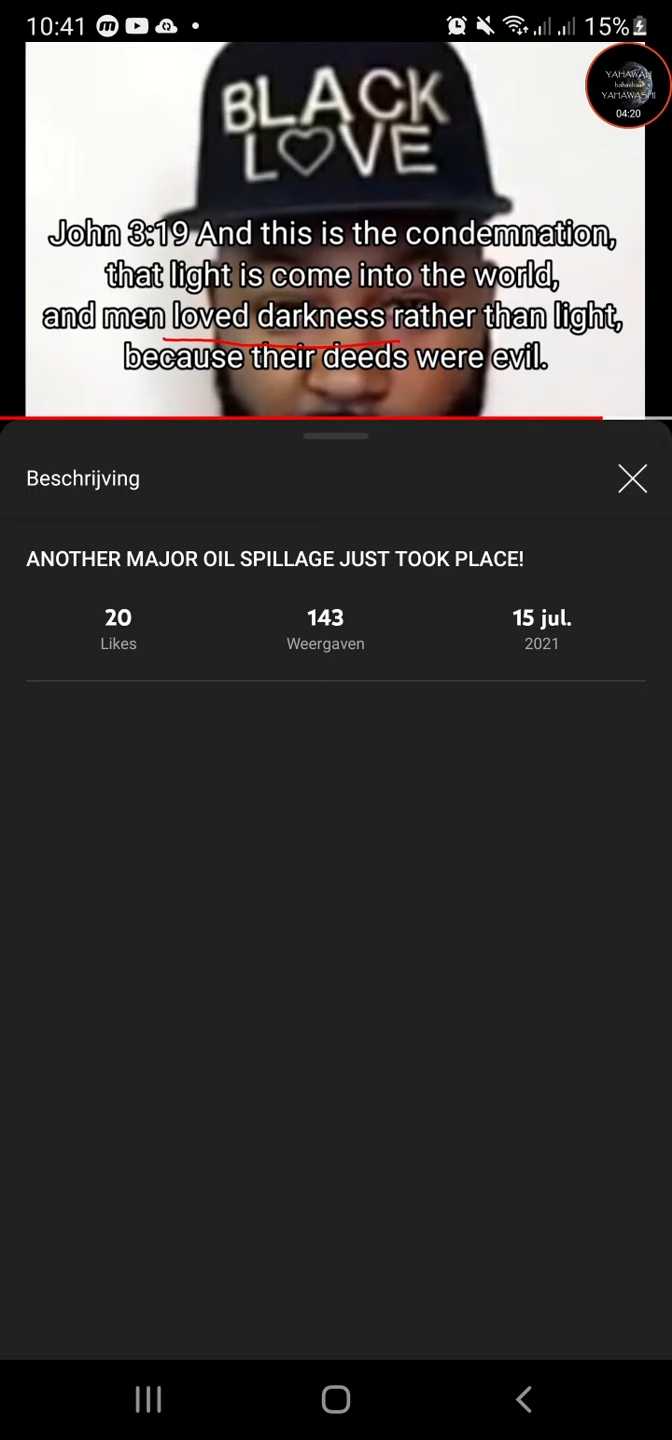 10:41
15%
YAHAWAH
YAHAWASHI
04:20
BLACK
LOVE
John 3:19 And this is the condemnation,
that light is come into the world,
and men loved darkness rather than light,
because their deeds were evil.
Beschrijving
ANOTHER MAJOR OIL SPILLAGE JUST TOOK PLACE!
20 143 15 jul.
Likes Weergaven 2021